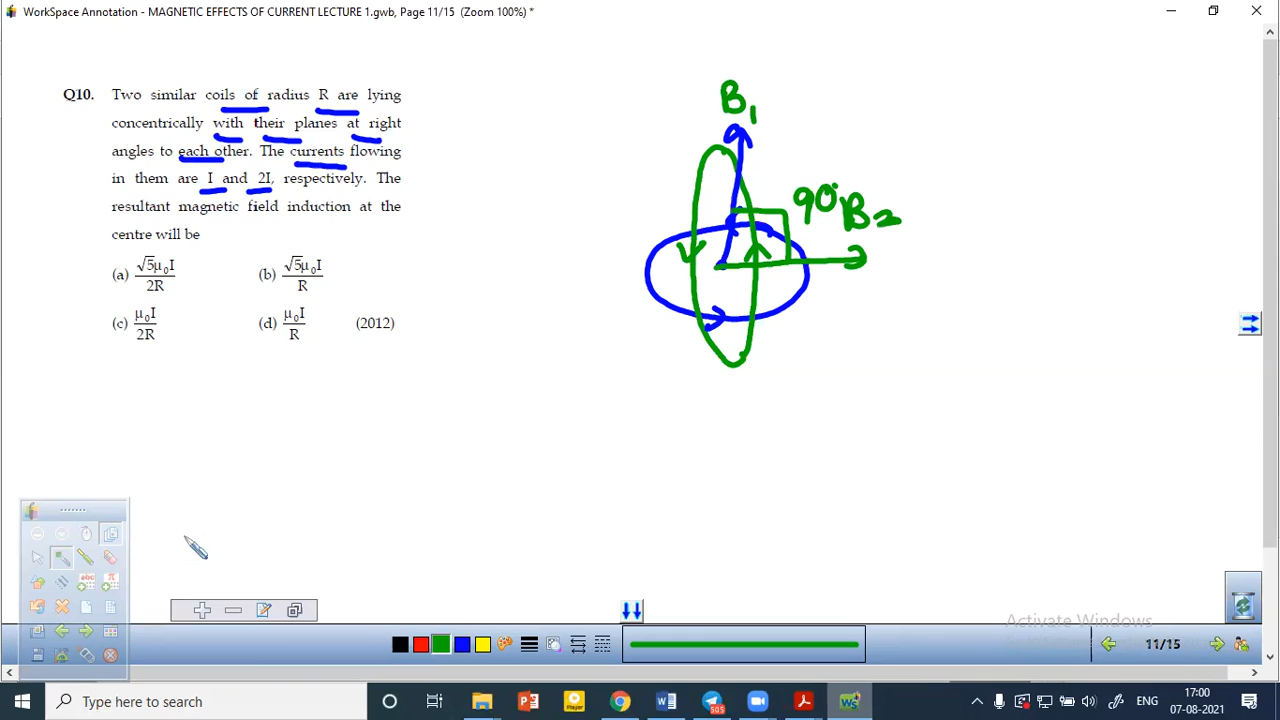 WorkSpace Annotation - MAGNETIC EFFECTS OF CURRENT LECTURE 1.gwb, Page 11/15 (Zoom 100%) *
Q10. Two similar coils of radius R are lying
concentrically with their planes at right
angles to each other. The currents flowing
in them are I and 2I, respectively. The
resultant magnetic field induction at the
centre will be
(a) √5μ₀I / 2R (b) √5μ₀I / R
(c) μ₀I / 2R (d) μ₀I / R (2012)
B₁
90° B₂
abc π
Activate Windows
11/15
Type here to search
SOS
ENG
17:00
07-08-2021